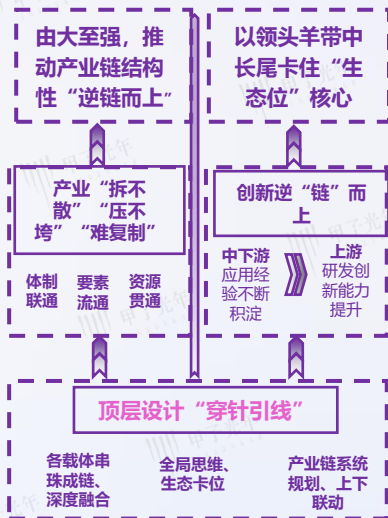 由大至强，推
动产业链结构
性“逆链而上”
以领头羊带中
长尾卡住“生
态位”核心
产业“拆不
散”“压不
垮”“难复制”
体制
联通
要素
流通
资源
贯通
创新逆“链”而
上
中下游
应用经
验不断
积淀
上游
研发创
新能力
提升
顶层设计“穿针引线”
各载体串
珠成链、
深度融合
全局思维、
生态卡位
产业链系统
规划、上下
联动
甲子光年